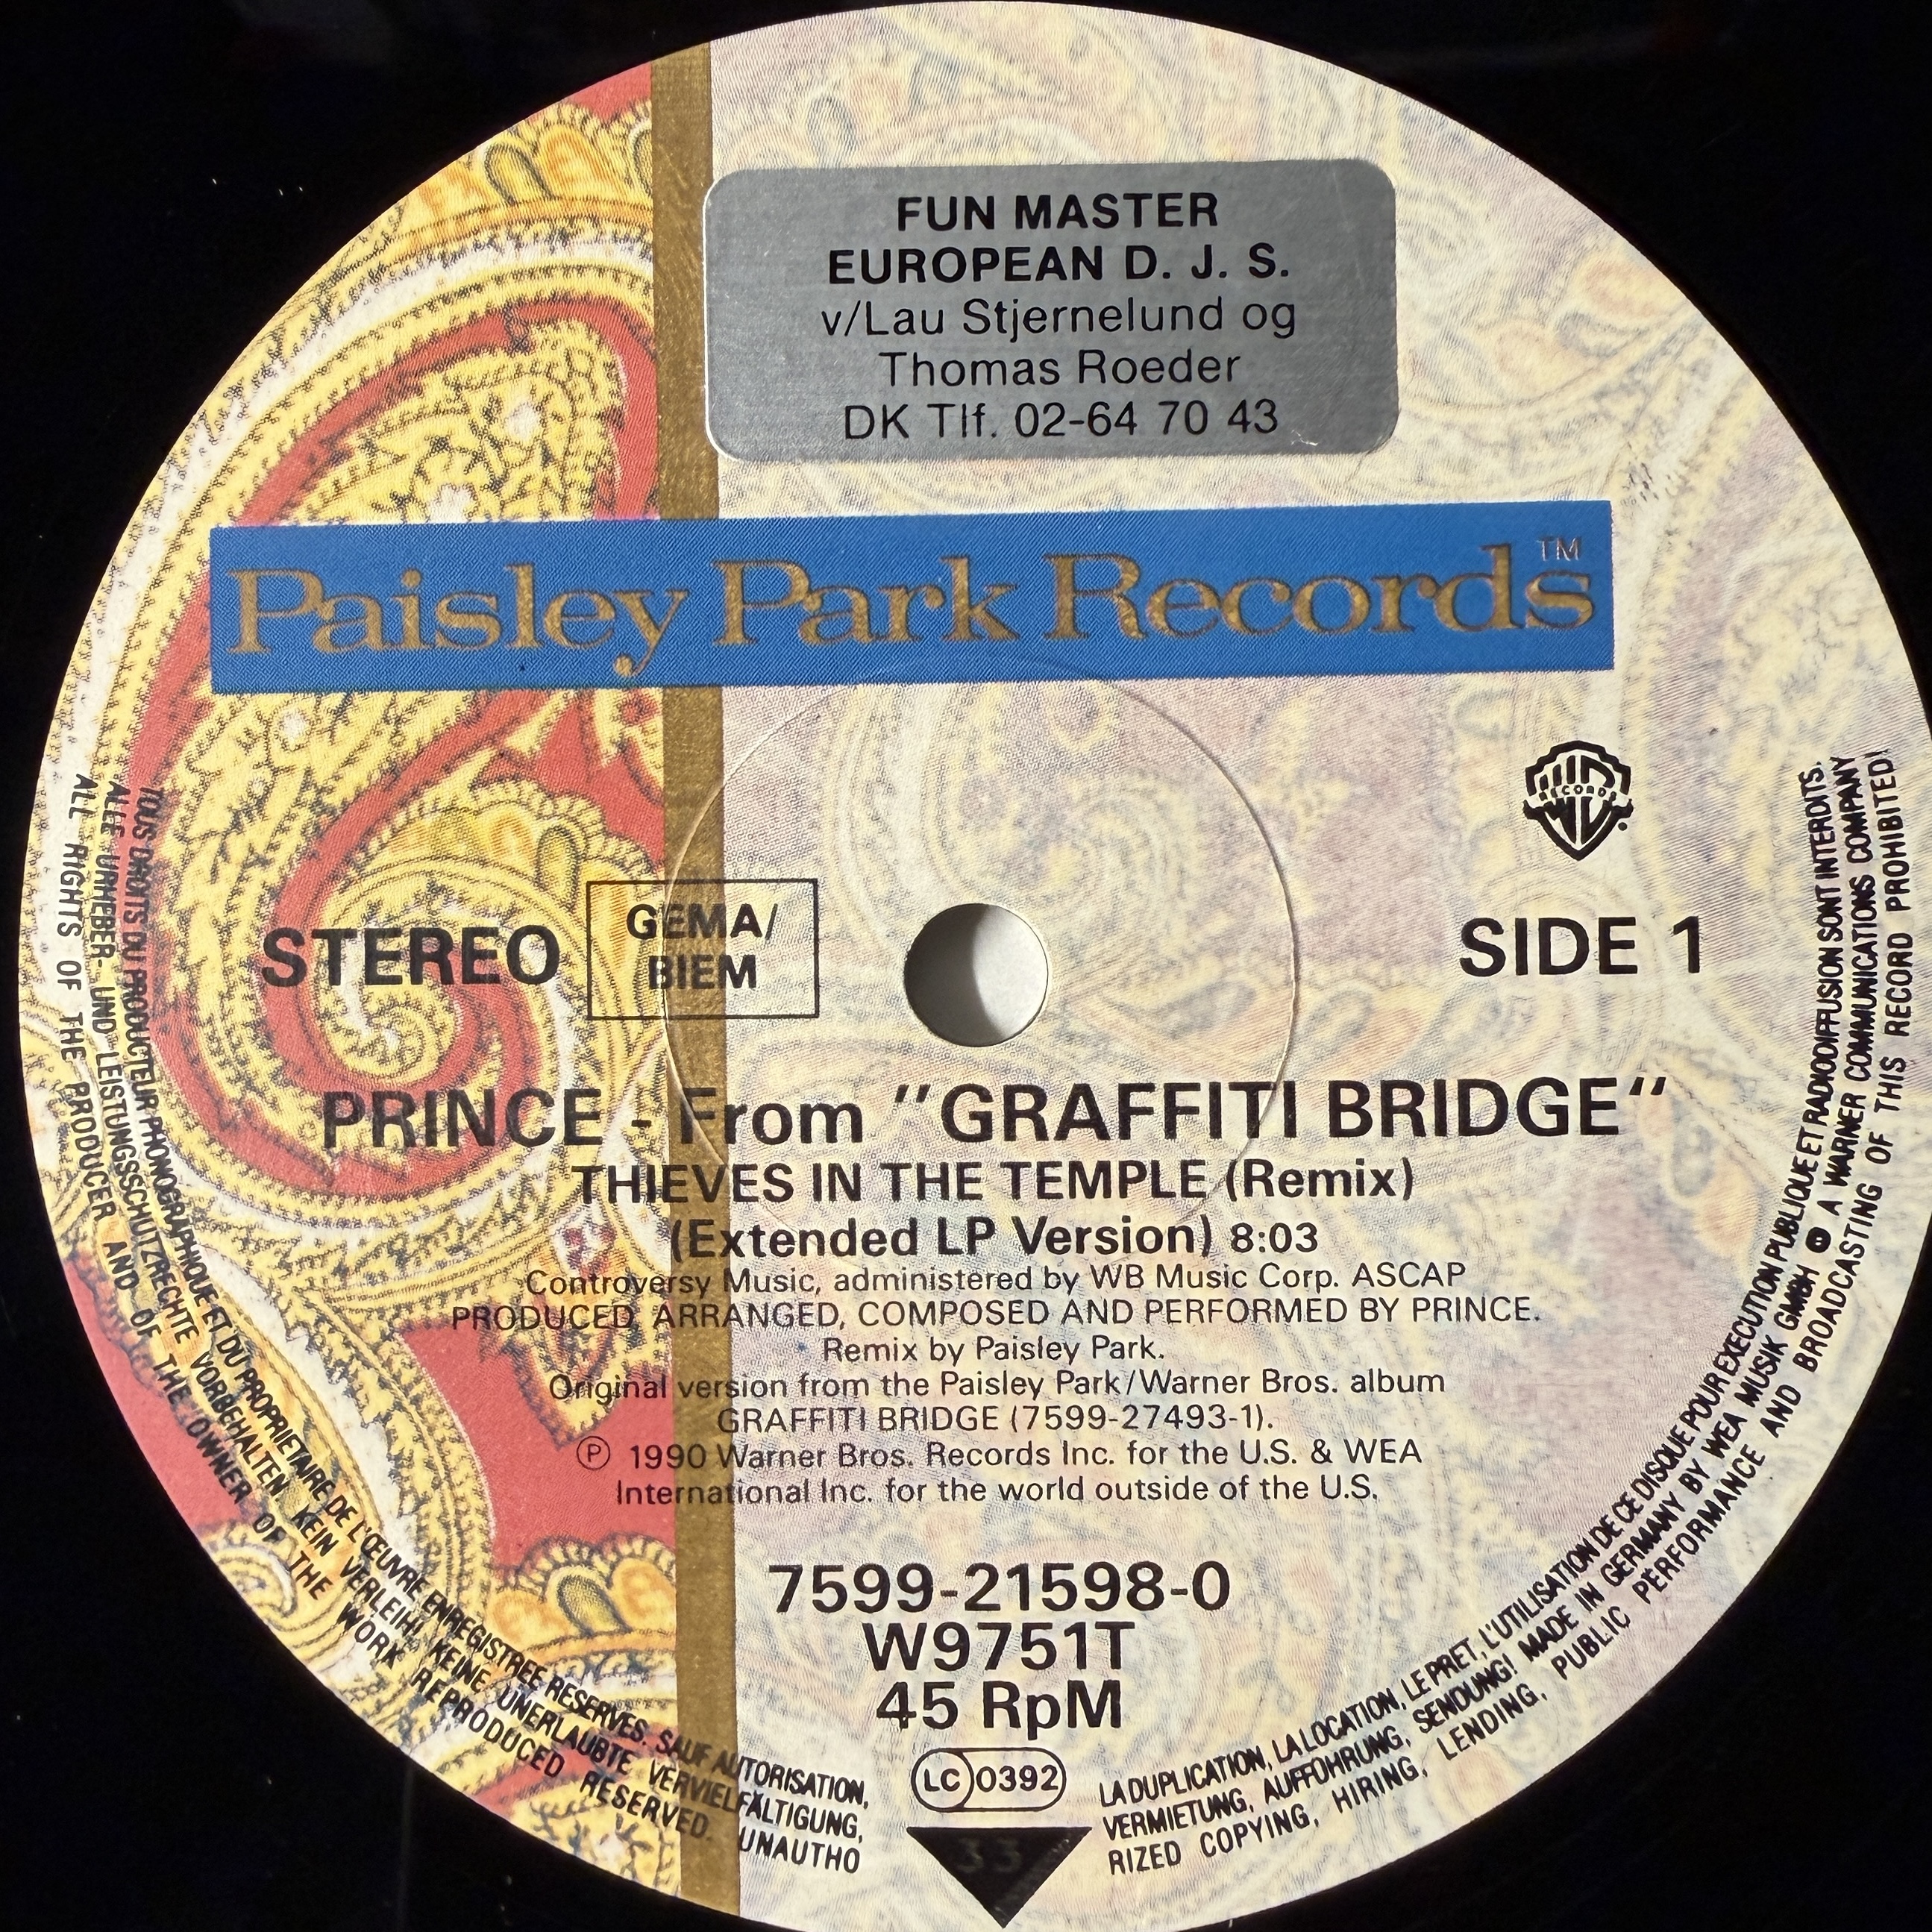 FUN MASTER
EUROPEAN D. J. S.
v/Lau Stjernelund og
Thomas Roeder
DK Tlf. 02-64 70 43
Paisley Park Records™
RECORDS
STEREO
GEMA/
BIEM
SIDE 1
PRINCE - From "GRAFFITI BRIDGE"
THIEVES IN THE TEMPLE (Remix)
(Extended LP Version) 8:03
Controversy Music, administered by WB Music Corp. ASCAP
PRODUCED, ARRANGED, COMPOSED AND PERFORMED BY PRINCE.
Remix by Paisley Park.
Original version from the Paisley Park/Warner Bros. album
GRAFFITI BRIDGE (7599-27493-1).
Ⓟ 1990 Warner Bros. Records Inc. for the U.S. & WEA
International Inc. for the world outside of the U.S.
7599-21598-0
W9751T
45 RpM
LC 0392
33
TOUS DROITS DU PRODUCTEUR PHONOGRAPHIQUE ET DU PROPRIETAIRE DE L'ŒUVRE ENREGISTREE RESERVES. SAUF AUTORISATION, LA DUPLICATION, LA LOCATION, LE PRET, L'UTILISATION DE CE DISQUE POUR EXECUTION PUBLIQUE ET RADIODIFFUSION SONT INTERDITS.
ALLE URHEBER- UND LEISTUNGSSCHUTZRECHTE VORBEHALTEN. KEIN VERLEIH! KEINE UNERLAUBTE VERVIELFÄLTIGUNG, VERMIETUNG, AUFFÜHRUNG, SENDUNG! MADE IN GERMANY BY WEA MUSIK GMBH A WARNER COMMUNICATIONS COMPANY
ALL RIGHTS OF THE PRODUCER AND OF THE OWNER OF THE WORK REPRODUCED RESERVED. UNAUTHORIZED COPYING, HIRING, LENDING, PUBLIC PERFORMANCE AND BROADCASTING OF THIS RECORD PROHIBITED!